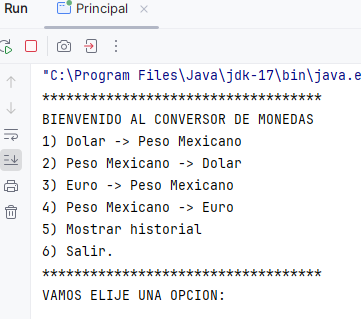 Run
Principal
"C:\Program Files\Java\jdk-17\bin\java.e
***********************************
BIENVENIDO AL CONVERSOR DE MONEDAS
1) Dolar -> Peso Mexicano
2) Peso Mexicano -> Dolar
3) Euro -> Peso Mexicano
4) Peso Mexicano -> Euro
5) Mostrar historial
6) Salir.
***********************************
VAMOS ELIJE UNA OPCION: